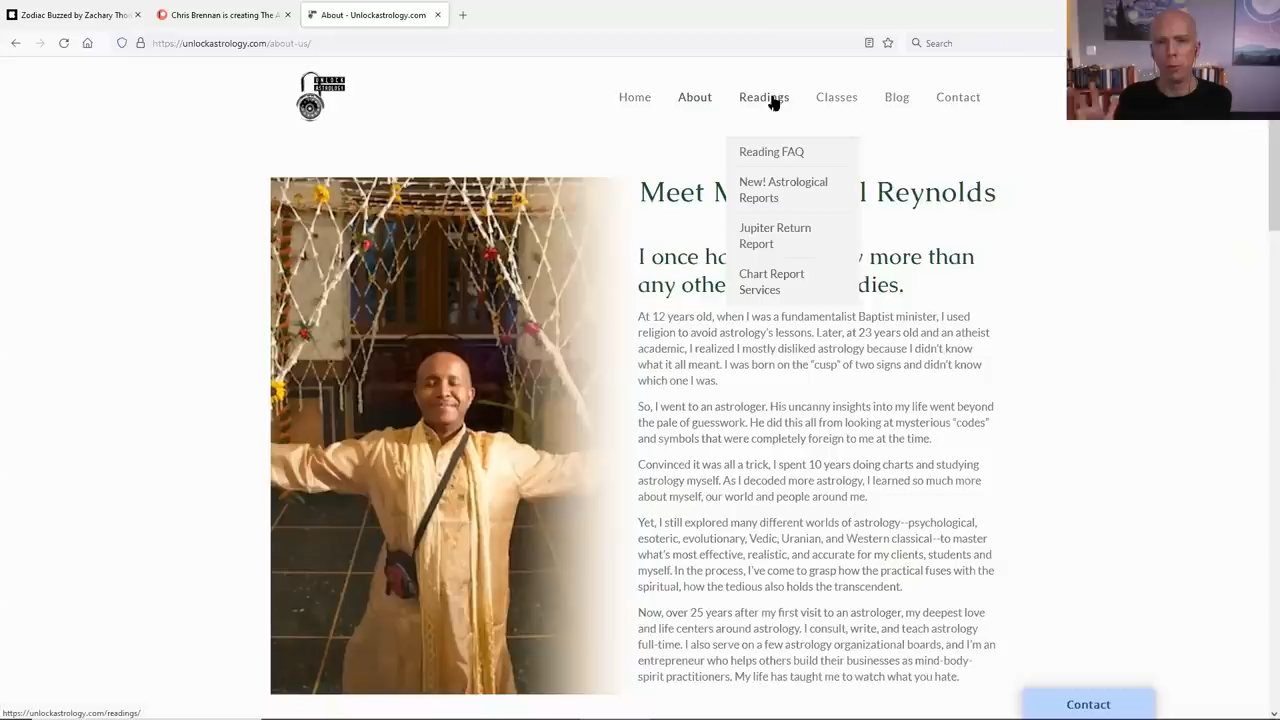 Zodiac Buzzed by Zachary Tho
Chris Brennan is creating The A
About - Unlockastrology.com
https://unlockastrology.com/about-us/
Search
UNLOCK
ASTROLOGY
Home About Readings Classes Blog Contact
Reading FAQ
New! Astrological
Reports
Jupiter Return
Report
Chart Report
Services
Meet M l Reynolds
I once ha y more than
any othe dies.
At 12 years old, when I was a fundamentalist Baptist minister, I used
religion to avoid astrology's lessons. Later, at 23 years old and an atheist
academic, I realized I mostly disliked astrology because I didn't know
what it all meant. I was born on the “cusp” of two signs and didn't know
which one I was.
So, I went to an astrologer. His uncanny insights into my life went beyond
the pale of guesswork. He did this all from looking at mysterious “codes”
and symbols that were completely foreign to me at the time.
Convinced it was all a trick, I spent 10 years doing charts and studying
astrology myself. As I decoded more astrology, I learned so much more
about myself, our world and people around me.
Yet, I still explored many different worlds of astrology--psychological,
esoteric, evolutionary, Vedic, Uranian, and Western classical--to master
what's most effective, realistic, and accurate for my clients, students and
myself. In the process, I've come to grasp how the practical fuses with the
spiritual, how the tedious also holds the transcendent.
Now, over 25 years after my first visit to an astrologer, my deepest love
and life centers around astrology. I consult, write, and teach astrology
full-time. I also serve on a few astrology organizational boards, and I'm an
entrepreneur who helps others build their businesses as mind-body-
spirit practitioners. My life has taught me to watch what you hate.
Contact
https://unlockastrology.com/readings/